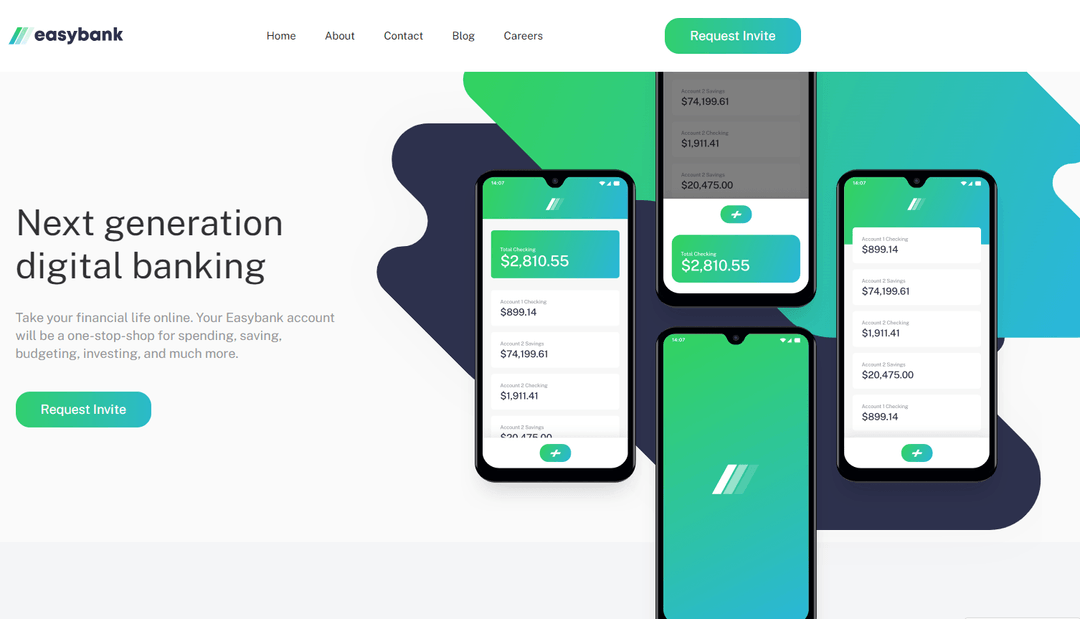 easybank
Home
About
Contact
Blog
Careers
Request Invite
Next generation
digital banking
Take your financial life online. Your Easybank account
will be a one-stop-shop for spending, saving,
budgeting, investing, and much more.
Request Invite
14:07
Total Checking
$2,810.55
Account 1 Checking
$899.14
Account 2 Savings
$74,199.61
Account 2 Checking
$1,911.41
Account 2 Savings
$20,475.00
Account 2 Savings
$74,199.61
Account 2 Checking
$1,911.41
Account 2 Savings
$20,475.00
Total Checking
$2,810.55
14:07
14:07
Account 1 Checking
$899.14
Account 2 Savings
$74,199.61
Account 2 Checking
$1,911.41
Account 2 Savings
$20,475.00
Account 1 Checking
$899.14